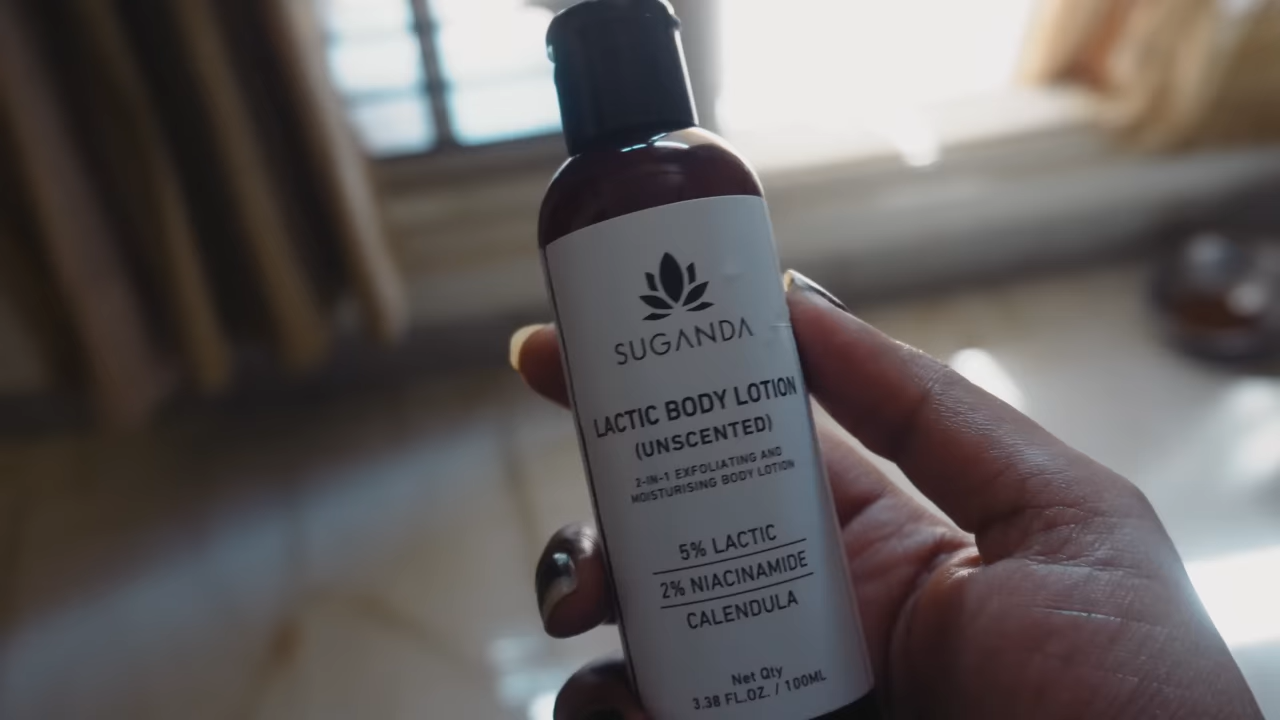 SUGANDA
LACTIC BODY LOTION
(UNSCENTED)
2-IN-1 EXFOLIATING AND
MOISTURISING BODY LOTION
5% LACTIC
2% NIACINAMIDE
CALENDULA
Net Qty
3.38 FL.OZ. / 100ML